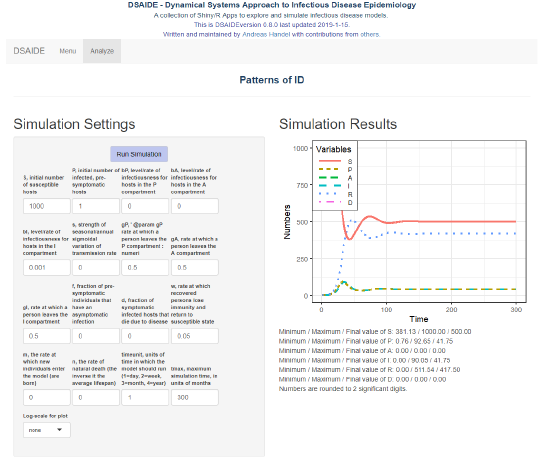 DSAIDE - Dynamical Systems Approach to Infectious Disease Epidemiology
A collection of Shiny/R Apps to explore and simulate infectious disease models.
This is DSAIDEversion 0.8.0 last updated 2019-1-15.
Written and maintained by Andreas Handel with contributions from others.
DSAIDE Menu Analyze
Patterns of ID
Simulation Settings
Run Simulation
S, initial number of susceptible hosts
P, initial number of infected, pre-symptomatic hosts
bP, level/rate of infectiousness for hosts in the P compartment
bA, level/rate of infectiousness for hosts in the A compartment
1000 1 0 0
bI, level/rate of infectiousness for hosts in the I compartment
s, strength of seasonal/annual sigmoidal variation of transmission rate
gP, ' @param gP rate at which a person leaves the P compartment : numeri
gA, rate at which a person leaves the A compartment
0.001 0 0.5 0.5
gI, rate at which a person leaves the I compartment
f, fraction of pre-symptomatic individuals that have an asymptomatic infection
d, fraction of symptomatic infected hosts that die due to disease
w, rate at which recovered persons lose immunity and return to susceptible state
0.5 0 0 0.05
m, the rate at which new individuals enter the model (are born)
n, the rate of natural death (the inverse it the average lifespan)
timeunit, units of time in which the model should run (1=day, 2=week, 3=month, 4=year)
tmax, maximum simulation time, in units of months
0 0 1 300
Log-scale for plot
none
Simulation Results
Variables
S
P
A
I
R
D
Numbers
1000
750
500
250
0
0 100 200 300
Time
Minimum / Maximum / Final value of S: 381.13 / 1000.00 / 500.00
Minimum / Maximum / Final value of P: 0.76 / 92.65 / 41.75
Minimum / Maximum / Final value of A: 0.00 / 0.00 / 0.00
Minimum / Maximum / Final value of I: 0.00 / 90.05 / 41.75
Minimum / Maximum / Final value of R: 0.00 / 511.54 / 417.50
Minimum / Maximum / Final value of D: 0.00 / 0.00 / 0.00
Numbers are rounded to 2 significant digits.